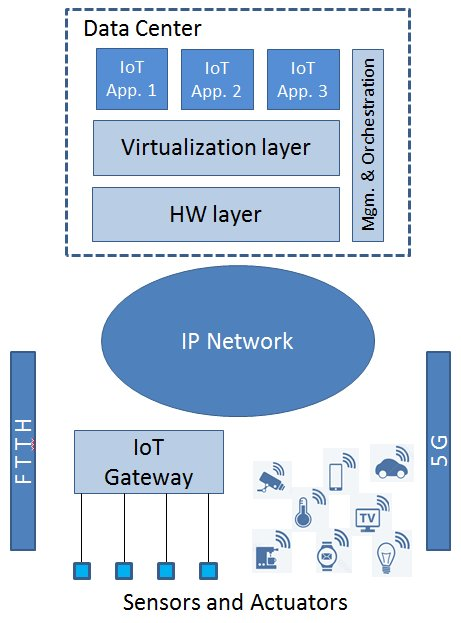 Data Center
IoT
App. 1
IoT
App. 2
IoT
App. 3
Mgm. & Orchestration
Virtualization layer
HW layer
IP Network
F T T H
5 G
IoT
Gateway
TV
Sensors and Actuators